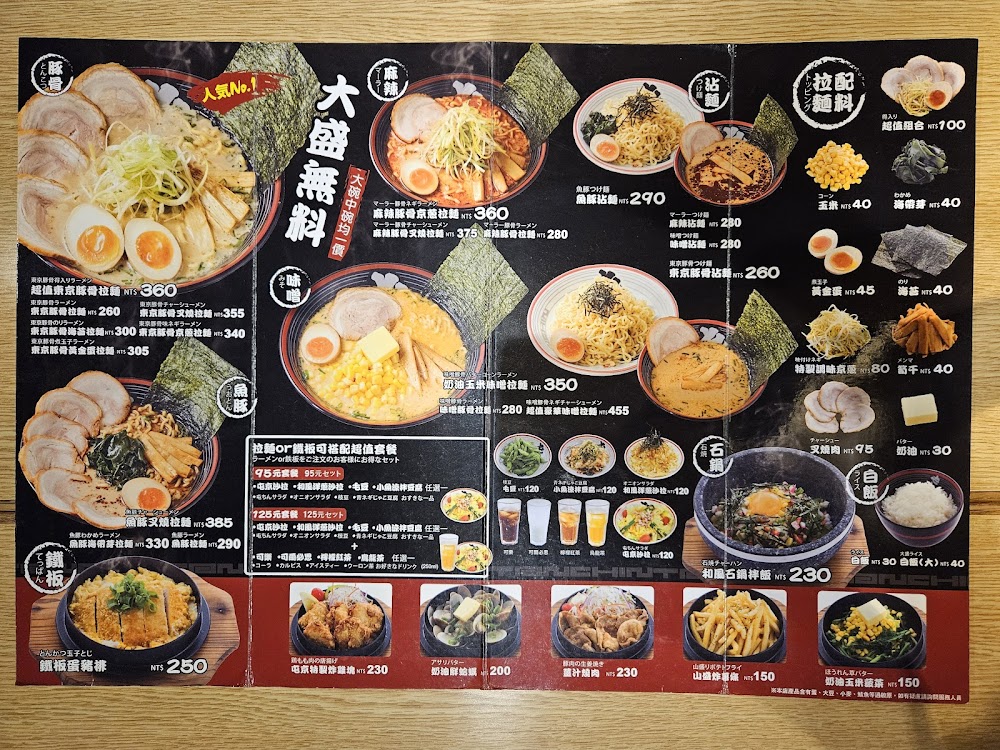 豚骨
とんこつ
人気No.1
大盛無料
大碗中碗均一價
東京豚骨得入りラーメン
超值東京豚骨拉麵 NT$ 360
東京豚骨ラーメン
東京豚骨拉麵 NT$ 260
東京豚骨チャーシューメン
東京豚骨叉燒拉麵 NT$ 355
東京豚骨のりラーメン
東京豚骨海苔拉麵 NT$ 300
東京豚骨味ネギラーメン
東京豚骨京蔥拉麵 NT$ 340
東京豚骨煮玉子ラーメン
東京豚骨黃金蛋拉麵 NT$ 305
麻辣
マーラー
マーラー豚骨ネギラーメン
麻辣豚骨京蔥拉麵 NT$ 360
マーラー豚骨チャーシューメン
麻辣豚骨叉燒拉麵 NT$ 375
マーラー豚骨ラーメン
麻辣豚骨拉麵 NT$ 280
沾麵
つけ麺
魚豚つけ麺
魚豚沾麵 NT$ 290
マーラーつけ麺
麻辣沾麵 NT$ 280
味噌つけ麺
味噌沾麵 NT$ 280
東京豚骨つけ麺
東京豚骨沾麵 NT$ 260
拉麵配料
トッピング
得入り
超值組合 NT$ 100
コーン
玉米 NT$ 40
わかめ
海帶芽 NT$ 40
煮玉子
黃金蛋 NT$ 45
のり
海苔 NT$ 40
味付けネギ
特製調味京蔥 NT$ 80
メンマ
筍干 NT$ 40
チャーシュー
叉燒肉 NT$ 95
バター
奶油 NT$ 30
味噌
みそ
味噌豚骨バターコーンラーメン
奶油玉米味噌拉麵 NT$ 350
味噌豚骨ラーメン
味噌豚骨拉麵 NT$ 280
味噌豚骨ネギチャーシューメン
超值豪華味噌拉麵 NT$ 455
魚豚
うおとん
魚豚チャーシューメン
魚豚叉燒拉麵 NT$ 385
魚豚わかめラーメン
魚豚海帶芽拉麵 NT$ 330
魚豚ラーメン
魚豚拉麵 NT$ 290
拉麵or鐵板可搭配超值套餐
ラーメンor鉄板をご注文のお客様にお得なセット
95元套餐 95元セット
•屯京沙拉 •和風洋蔥沙拉 •毛豆 •小魚涼拌豆腐 任選一
•屯ちんサラダ •オニオンサラダ •枝豆 •青ネギじゃこ豆腐 おすきな一品
125元套餐 125元セット
•屯京沙拉 •和風洋蔥沙拉 •毛豆 •小魚涼拌豆腐 任選一
•屯ちんサラダ •オニオンサラダ •枝豆 •青ネギじゃこ豆腐 おすきな一品
+
•可樂 •可爾必思 •檸檬紅茶 •烏龍茶 任選一
•コーラ •カルピス •アイスティー •ウーロン茶 お好きなドリンク (250ml)
枝豆
毛豆 NT$ 120
青ネギじゃこ豆腐
小魚涼拌豆腐 NT$ 120
オニオンサラダ
和風洋蔥沙拉 NT$ 120
可樂
可爾必思
檸檬紅茶
烏龍茶
屯ちんサラダ
屯京沙拉 NT$ 120
石鍋
石焼
石焼チャーハン
和風石鍋拌飯 NT$ 230
白飯
ライス
ライス
白飯 NT$ 30
大盛ライス
白飯(大) NT$ 40
鐵板
てっぱん
とんかつ玉子とじ
鐵板蛋豬排 NT$ 250
鶏もも肉の唐揚げ
屯京特製炸雞塊 NT$ 230
アサリバター
奶油鮮蛤蠣 NT$ 200
豚肉の生姜焼き
薑汁燒肉 NT$ 230
山盛りポテトフライ
山盛炸薯條 NT$ 150
ほうれん草バター
奶油玉米菠菜 NT$ 150
※本店產品含有蛋、大豆、小麥、鯖魚等過敏原,如有疑慮請詢問服務人員